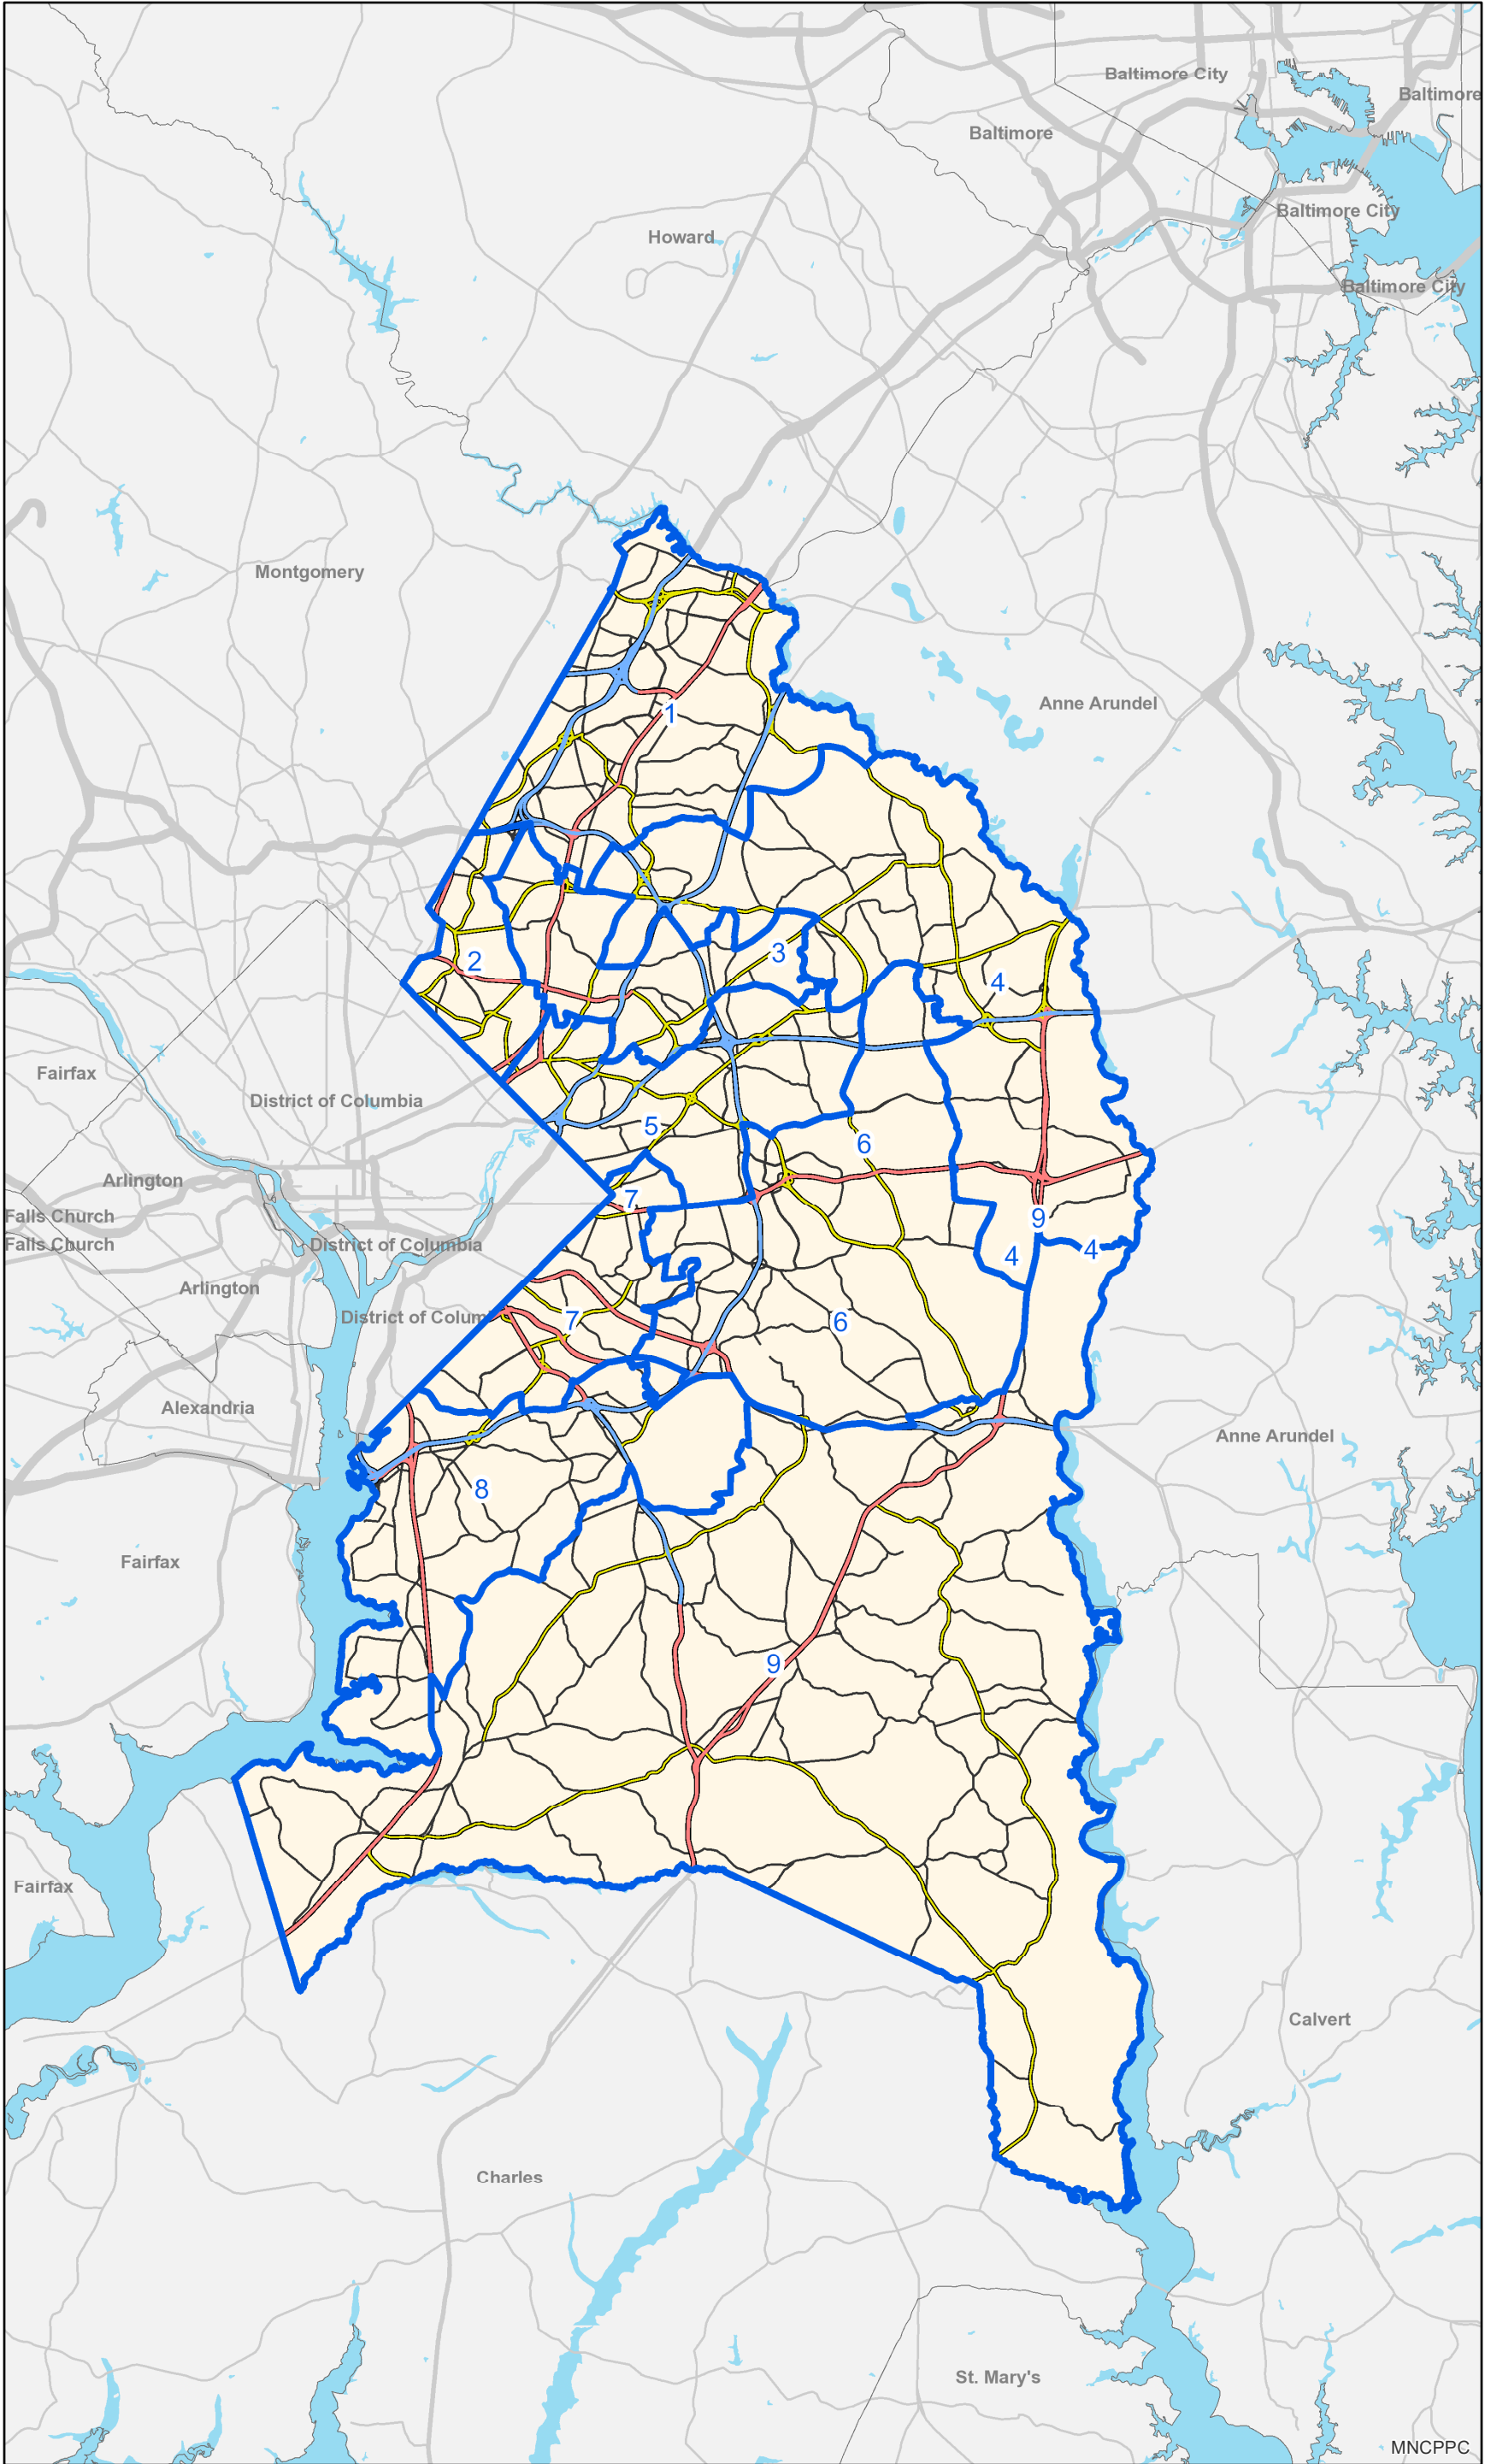 Baltimore City
Baltimore
Baltimore
Baltimore City
Howard
Baltimore City
Montgomery
Anne Arundel
1
3
2
4
Fairfax
District of Columbia
5
6
Arlington
7
Falls Church
9
Falls Church
District of Columbia
4
4
Arlington
District of Colum
7
6
Alexandria
Anne Arundel
8
Fairfax
9
Fairfax
Calvert
Charles
St. Mary's
MNCPPC